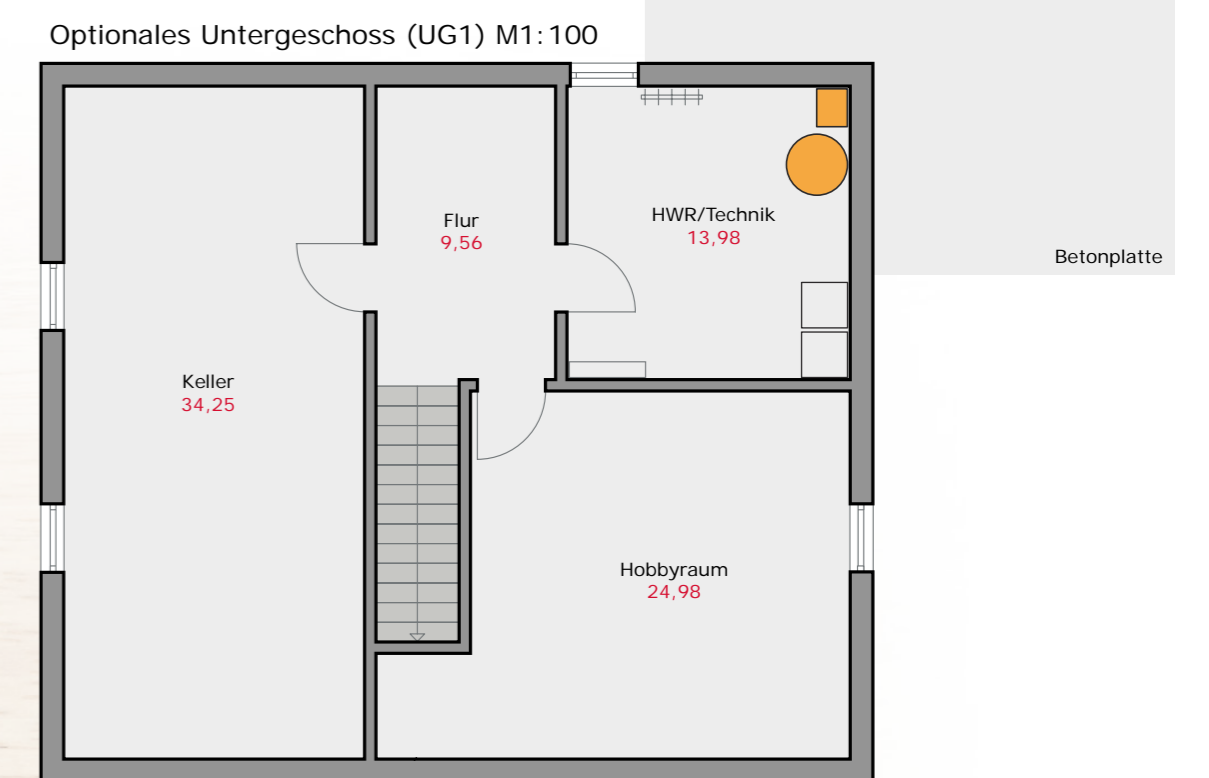 Optionales Untergeschoss (UG1) M1:100
Flur
9,56
HWR/Technik
13,98
Betonplatte
Keller
34,25
Hobbyraum
24,98